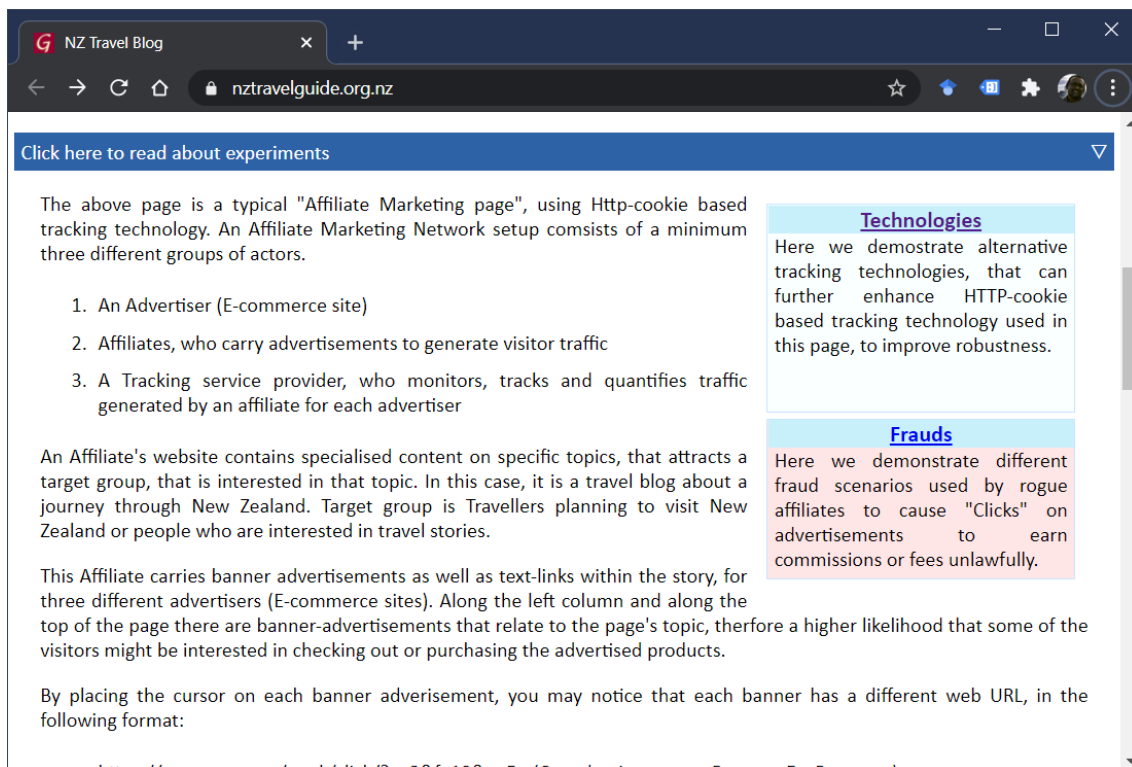 NZ Travel Blog
nztravelguide.org.nz
Click here to read about experiments
The above page is a typical "Affiliate Marketing page", using Http-cookie based
tracking technology. An Affiliate Marketing Network setup comsists of a minimum
three different groups of actors.
1. An Advertiser (E-commerce site)
2. Affiliates, who carry advertisements to generate visitor traffic
3. A Tracking service provider, who monitors, tracks and quantifies traffic
generated by an affiliate for each advertiser
An Affiliate's website contains specialised content on specific topics, that attracts a
target group, that is interested in that topic. In this case, it is a travel blog about a
journey through New Zealand. Target group is Travellers planning to visit New
Zealand or people who are interested in travel stories.
This Affiliate carries banner advertisements as well as text-links within the story, for
three different advertisers (E-commerce sites). Along the left column and along the
top of the page there are banner-advertisements that relate to the page's topic, therfore a higher likelihood that some of the
visitors might be interested in checking out or purchasing the advertised products.
By placing the cursor on each banner adverisement, you may notice that each banner has a different web URL, in the
following format:
Technologies
Here we demostrate alternative
tracking technologies, that can
further enhance HTTP-cookie
based tracking technology used in
this page, to improve robustness.
Frauds
Here we demonstrate different
fraud scenarios used by rogue
affiliates to cause "Clicks" on
advertisements to earn
commissions or fees unlawfully.